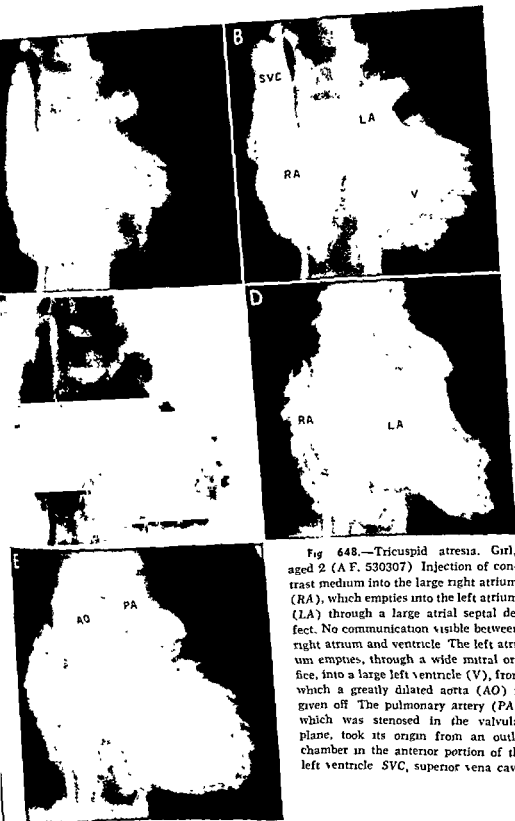 B
SVC
LA
RA
V
D
RA
LA
E
AO PA
Fig 648.—Tricuspid atresia. Girl,
aged 2 (A F. 530307) Injection of con-
trast medium into the large right atrium
(RA), which empties into the left atrium
(LA) through a large atrial septal de-
fect. No communication visible between
right atrium and ventricle The left atri-
um empties, through a wide mitral ori-
fice, into a large left ventricle (V), from
which a greatly dilated aorta (AO)
given off The pulmonary artery (PA
which was stenosed in the
plane, took its origin from an
chamber in the anterior portion of
left ventricle SVC, superior vena